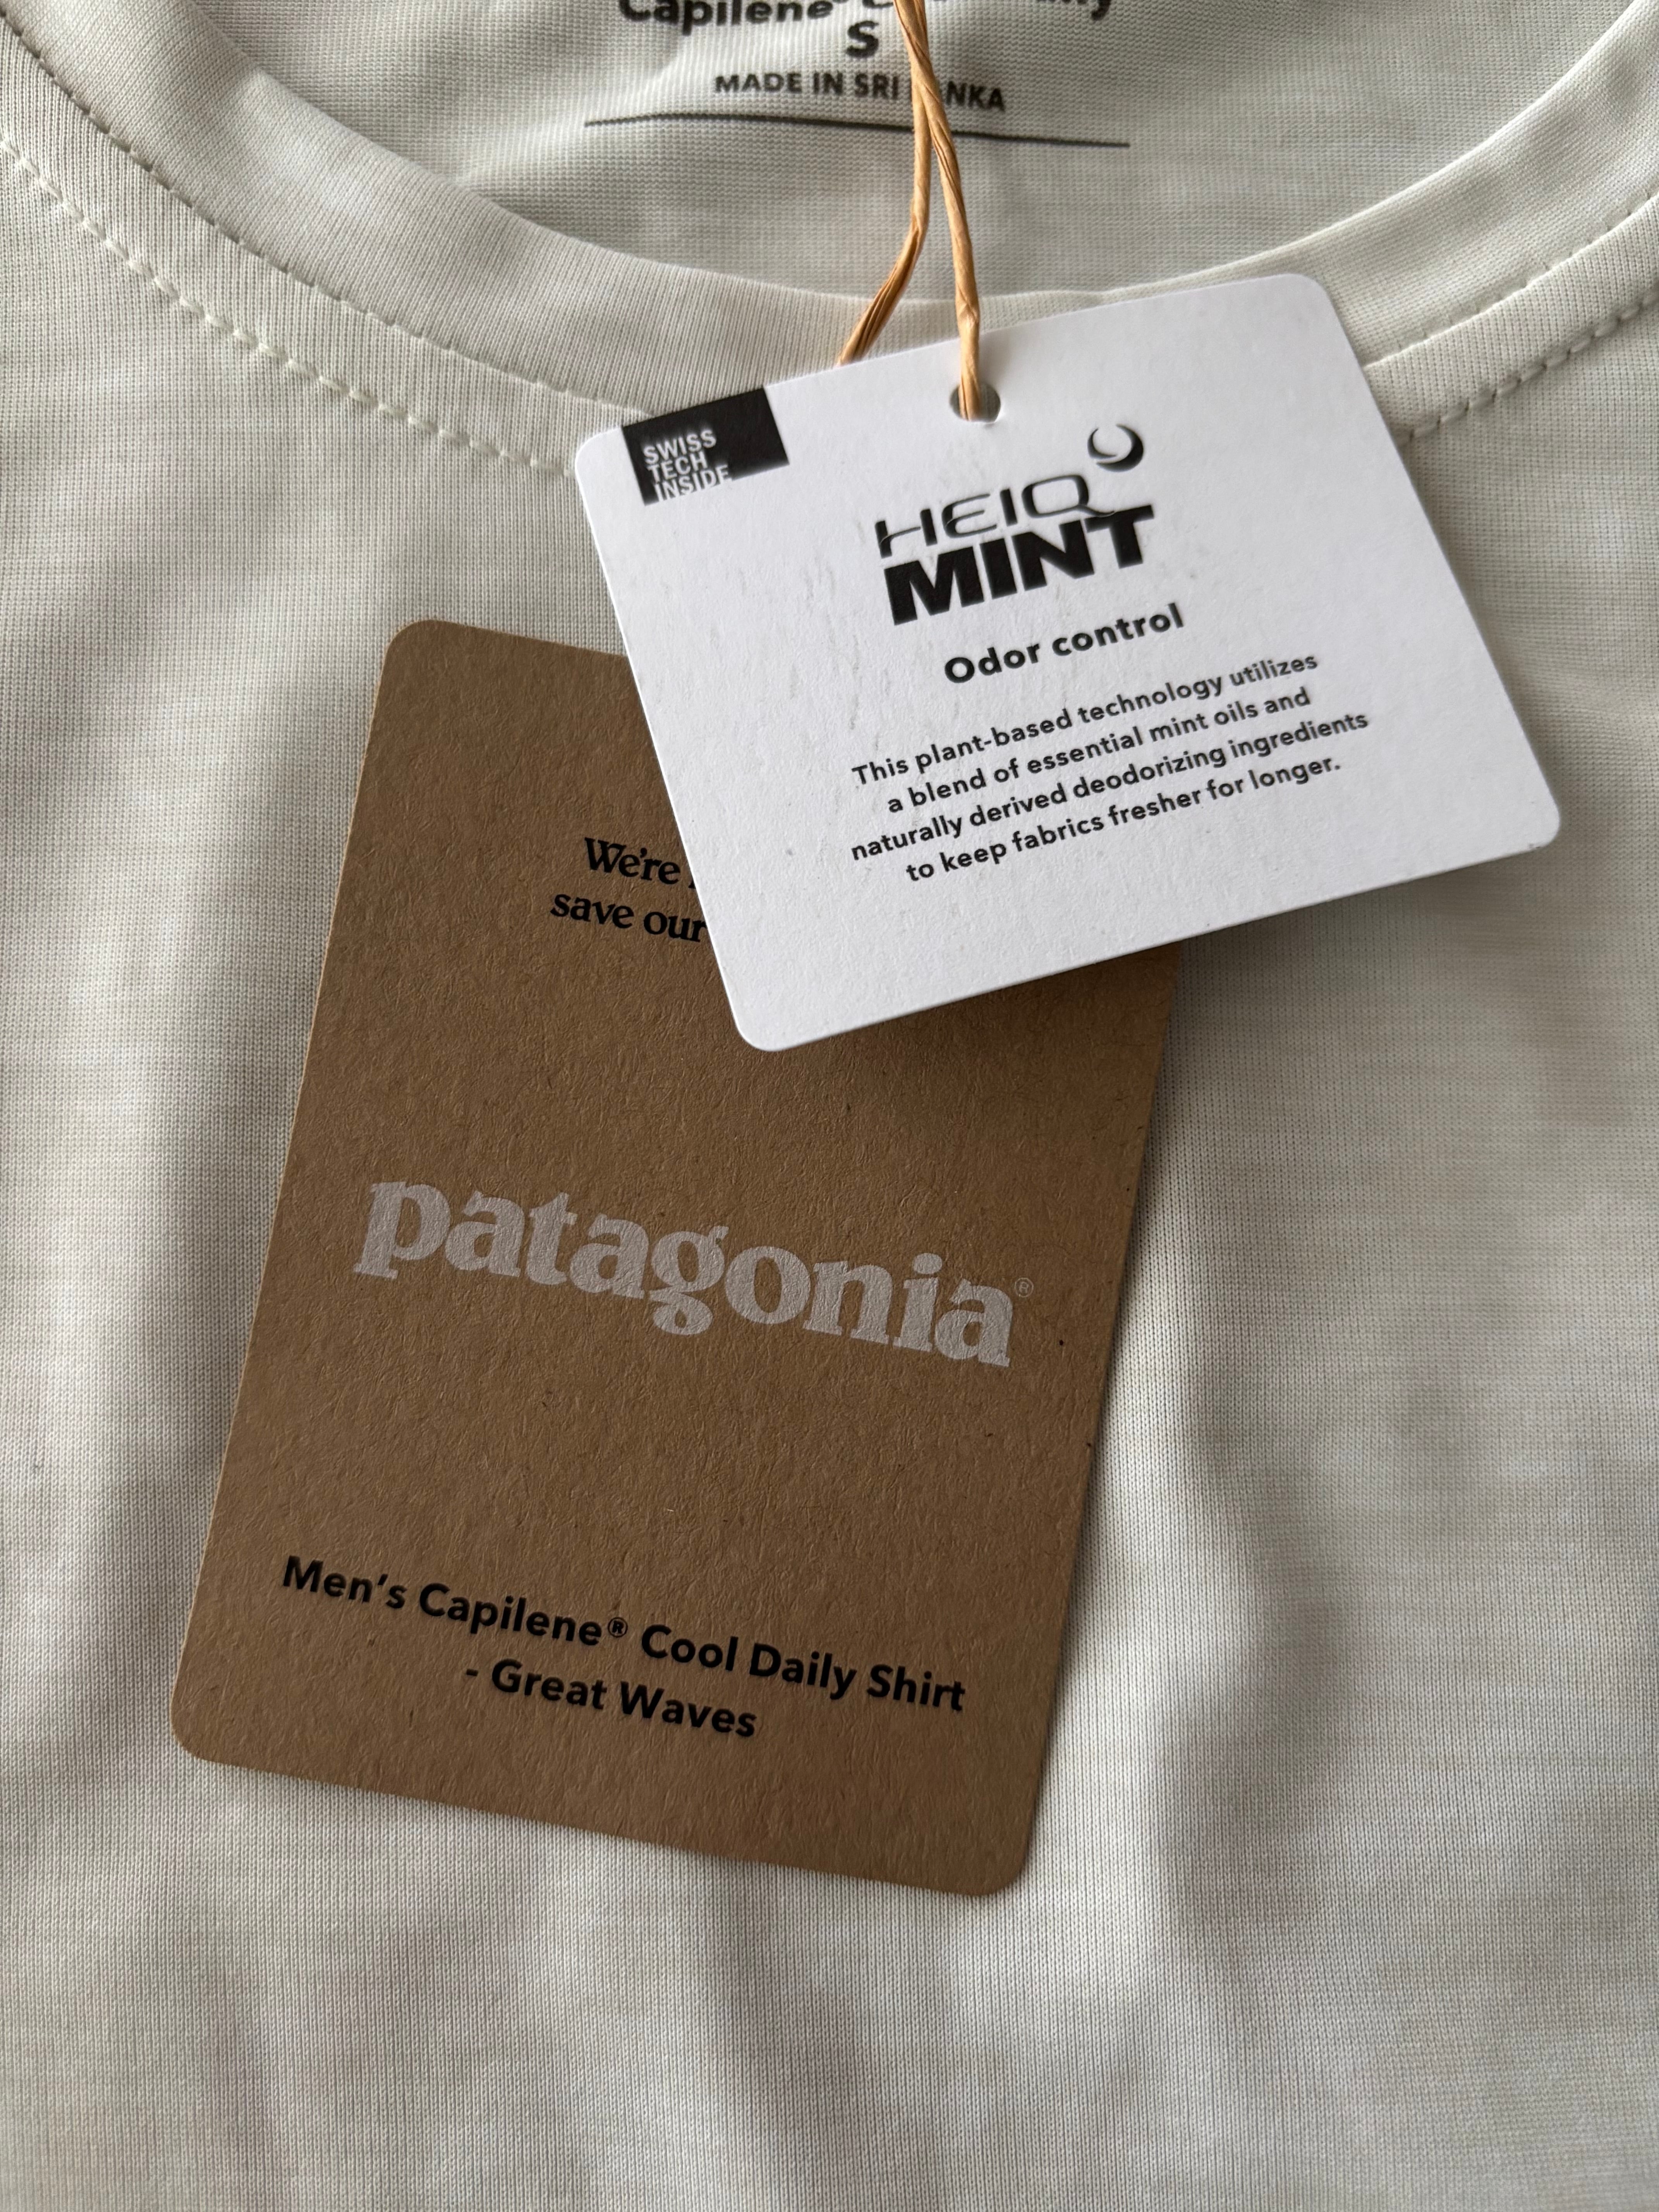 Capilene®
S
MADE IN SRI
SWISS
TECH
INSIDE
HEIQ
MINT
Odor control
This plant-based technology utilizes
a blend of essential mint oils and
naturally derived deodorizing ingredients
to keep fabrics fresher for longer.
We're
save our
patagonia®
Men's Capilene® Cool Daily Shirt
- Great Waves